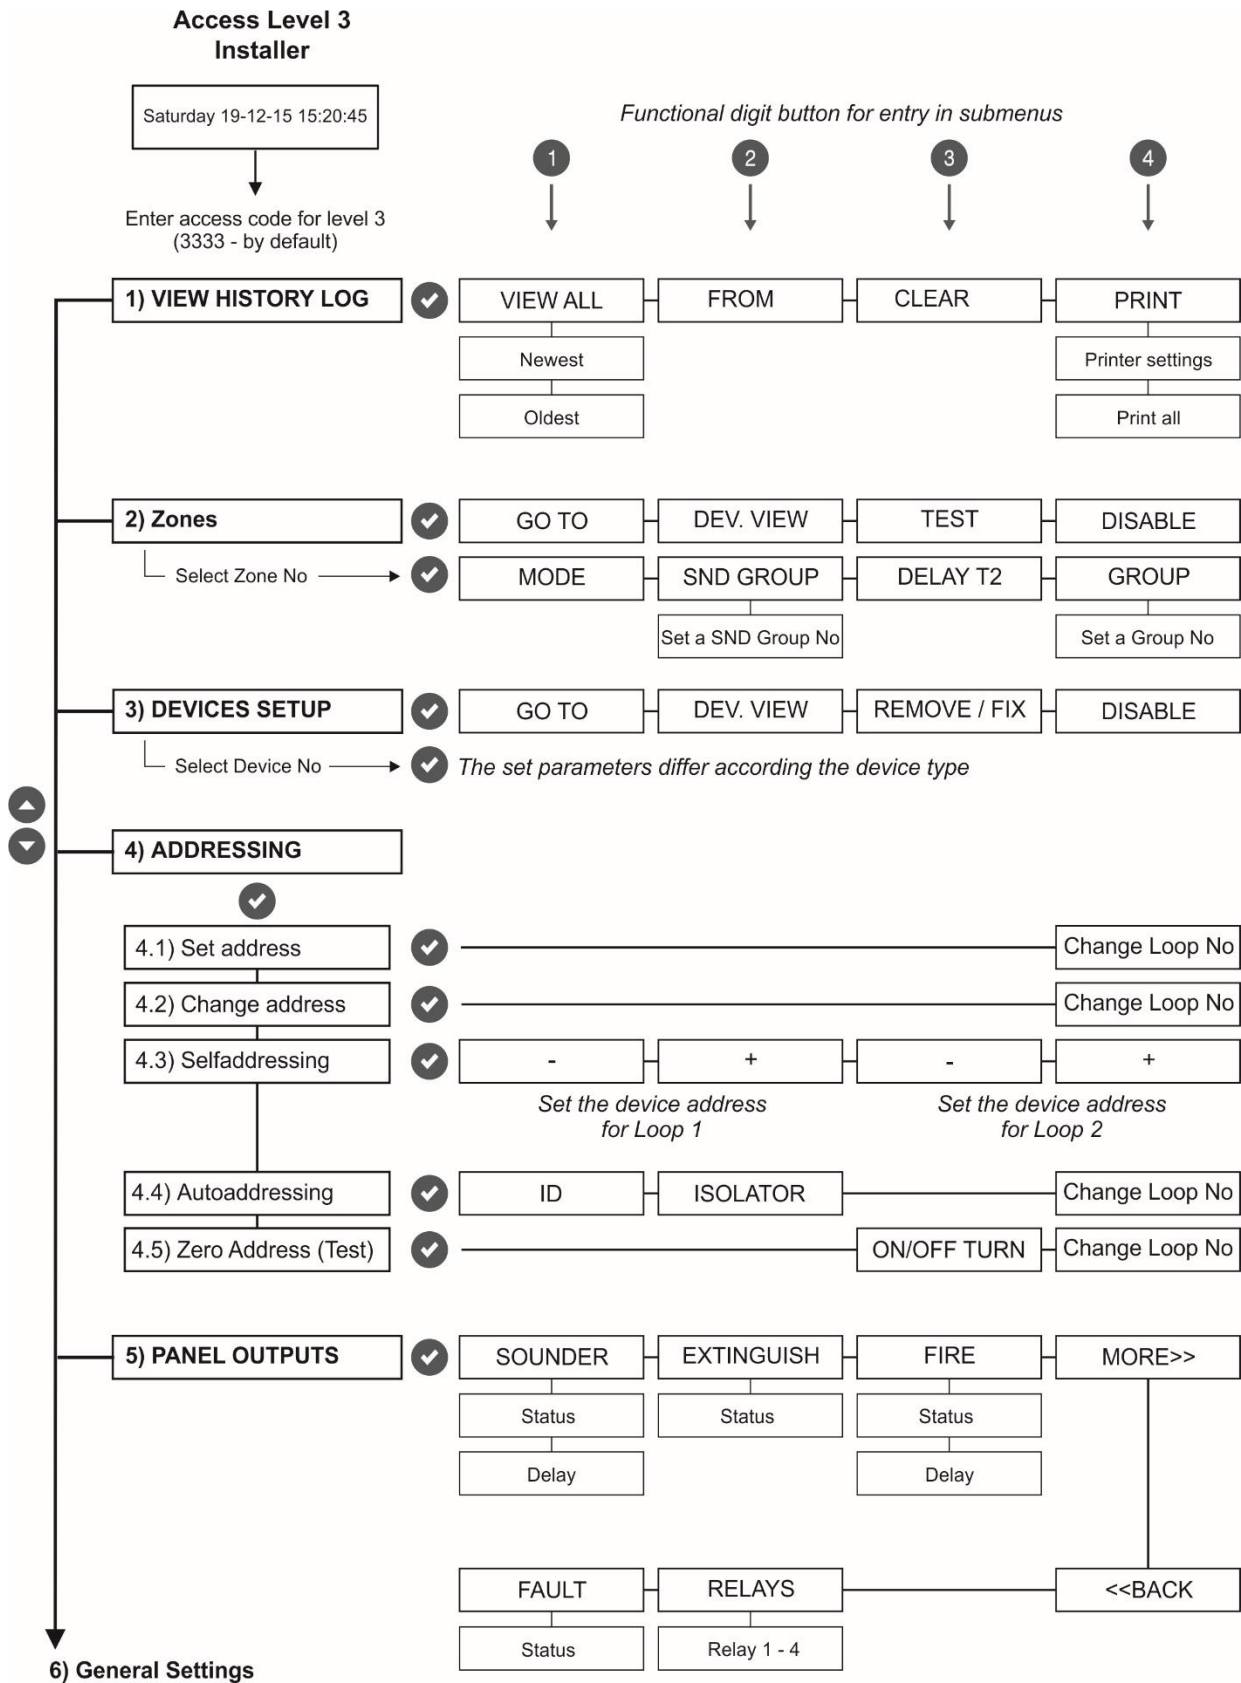 Access Level 3
Installer
Saturday 19-12-15 15:20:45
Functional digit button for entry in submenus
1
2
3
4
Enter access code for level 3
(3333 - by default)
1) VIEW HISTORY LOG
VIEW ALL
FROM
CLEAR
PRINT
Newest
Printer settings
Oldest
Print all
2) Zones
GO TO
DEV. VIEW
TEST
DISABLE
Select Zone No
MODE
SND GROUP
DELAY T2
GROUP
Set a SND Group No
Set a Group No
3) DEVICES SETUP
GO TO
DEV. VIEW
REMOVE / FIX
DISABLE
Select Device No
The set parameters differ according the device type
4) ADDRESSING
4.1) Set address
Change Loop No
4.2) Change address
Change Loop No
4.3) Selfaddressing
-
+
-
+
Set the device address
for Loop 1
Set the device address
for Loop 2
4.4) Autoaddressing
ID
ISOLATOR
Change Loop No
4.5) Zero Address (Test)
ON/OFF TURN
Change Loop No
5) PANEL OUTPUTS
SOUNDER
EXTINGUISH
FIRE
MORE>>
Status
Status
Status
Delay
Delay
FAULT
RELAYS
<<BACK
Status
Relay 1 - 4
6) General Settings